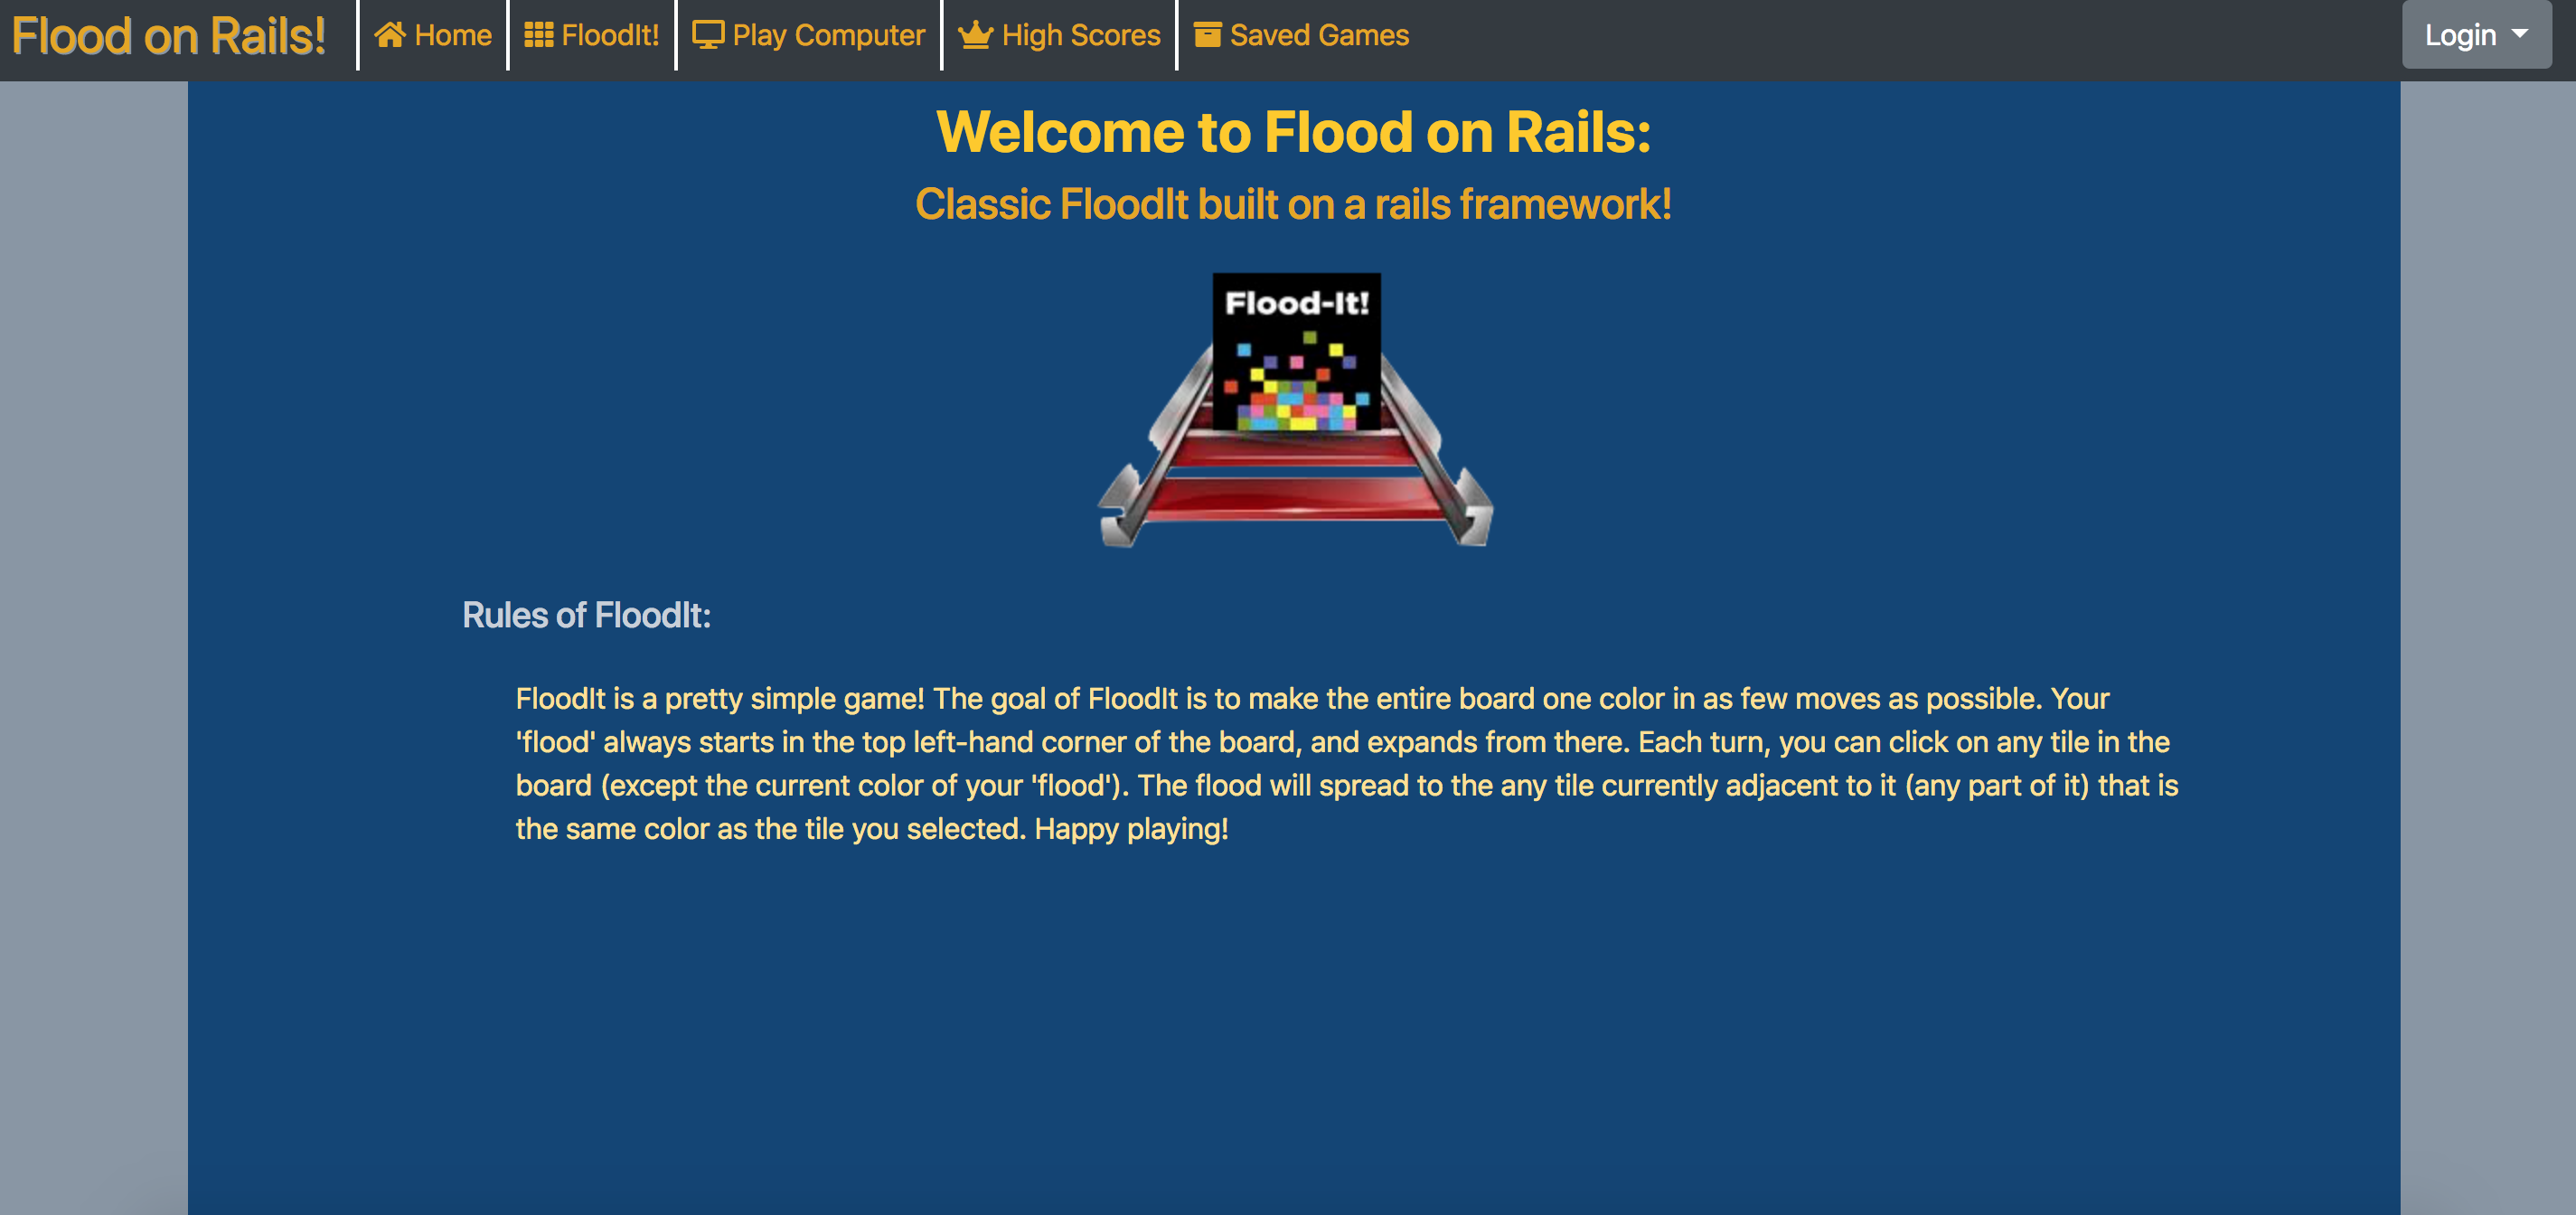 Flood on Rails!
Home
FloodIt!
Play Computer
High Scores
Saved Games
Login
Welcome to Flood on Rails:
Classic FloodIt built on a rails framework!
Flood-It!
Rules of FloodIt:
FloodIt is a pretty simple game! The goal of FloodIt is to make the entire board one color in as few moves as possible. Your
'flood' always starts in the top left-hand corner of the board, and expands from there. Each turn, you can click on any tile in the
board (except the current color of your 'flood'). The flood will spread to the any tile currently adjacent to it (any part of it) that is
the same color as the tile you selected. Happy playing!